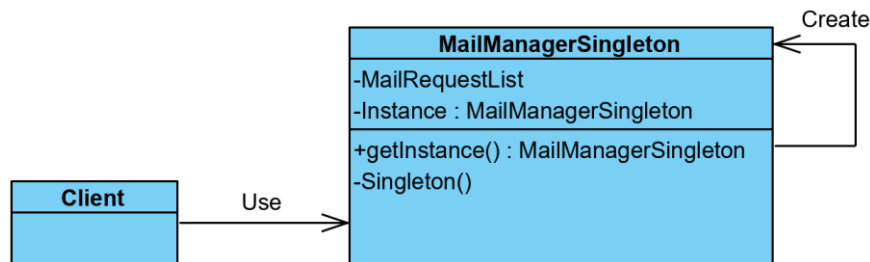 Create
MailManagerSingleton
-MailRequestList
-Instance : MailManagerSingleton
+getInstance() : MailManagerSingleton
-Singleton()
Client
Use